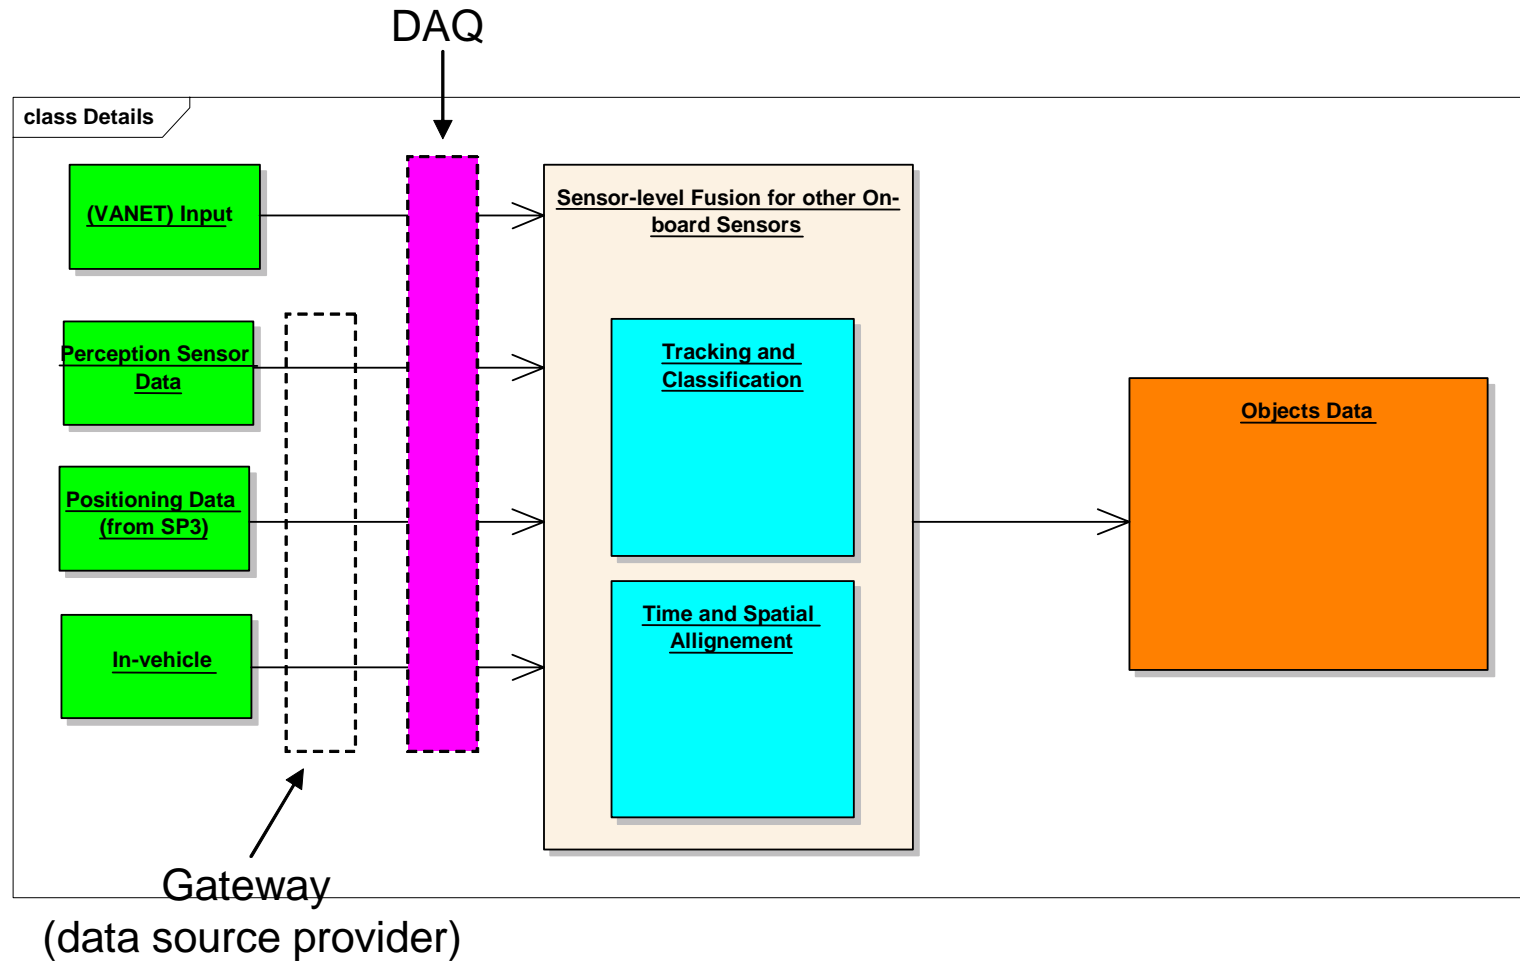 DAQ
class Details
(VANET) Input
Sensor-level Fusion for other On-
board Sensors
Perception Sensor
Data
Tracking and
Classification
Objects Data
Positioning Data
(from SP3)
Time and Spatial
Allignement
In-vehicle
Gateway
(data source provider)